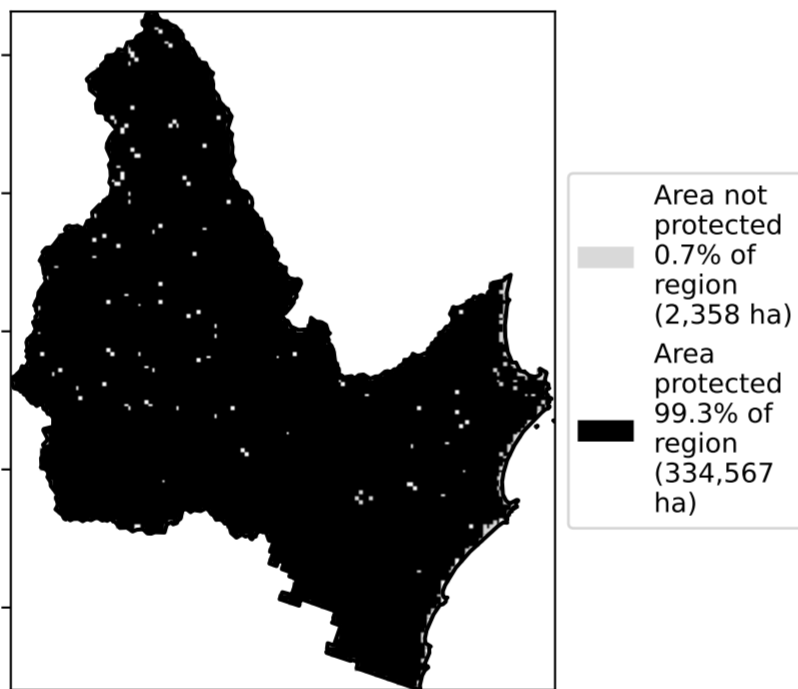 Area not
protected
0.7% of
region
(2,358 ha)
Area
protected
99.3% of
region
(334,567
ha)